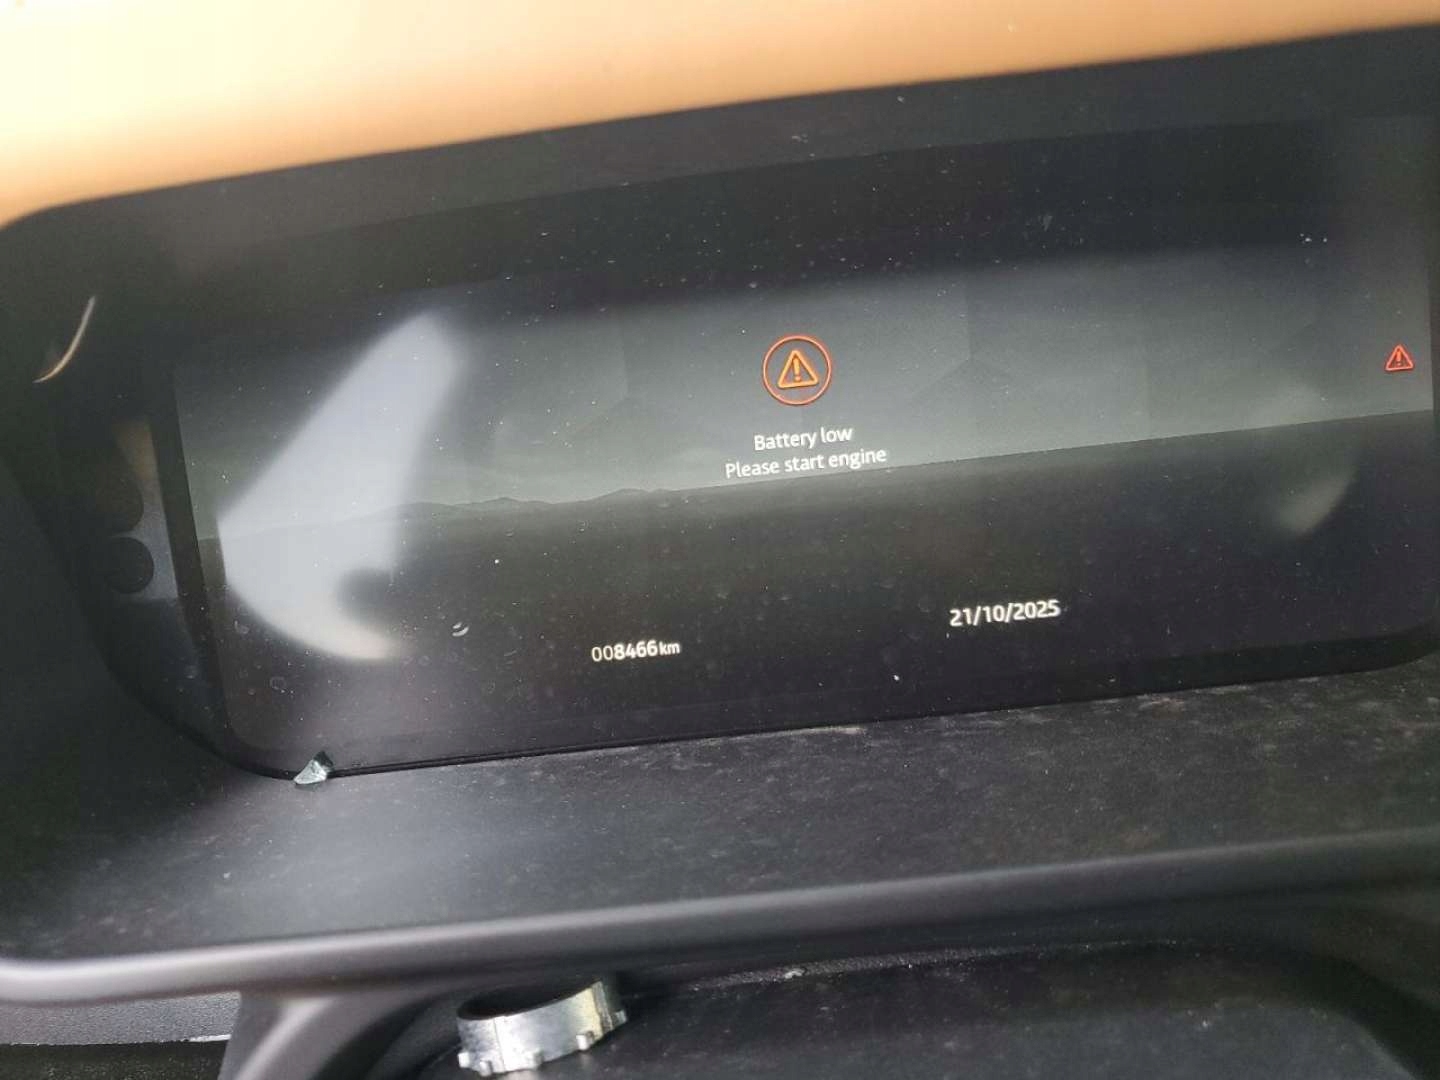 Battery low
Please start engine
008466km
21/10/2025